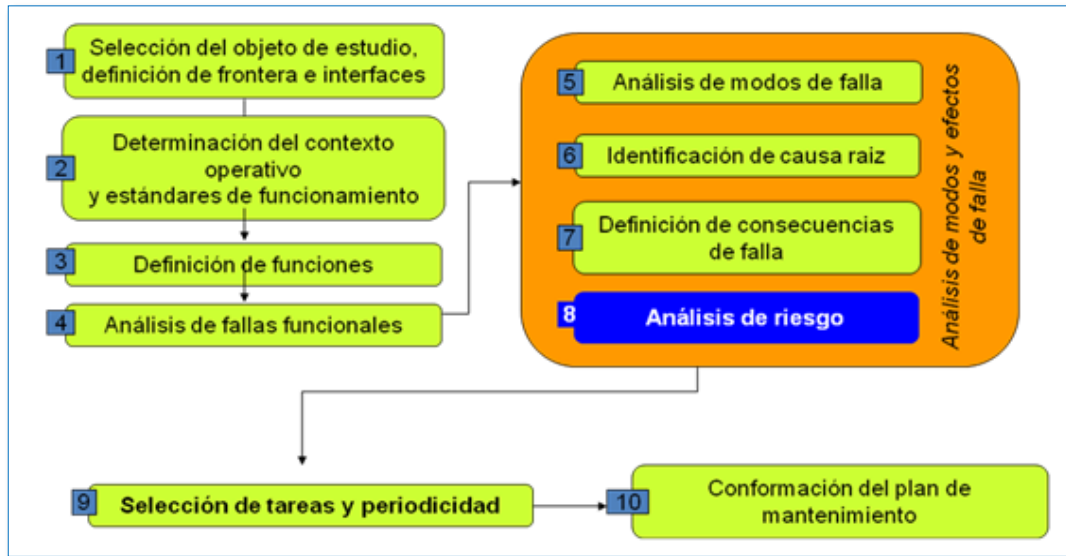 1
Selección del objeto de estudio,
definición de frontera e interfaces
2
Determinación del contexto
operativo
y estándares de funcionamiento
3
Definición de funciones
4
Análisis de fallas funcionales
5
Análisis de modos de falla
6
Identificación de causa raiz
7
Definición de consecuencias
de falla
8
Análisis de riesgo
Análisis de modos y efectos
de falla
9
Selección de tareas y periodicidad
10
Conformación del plan de
mantenimiento